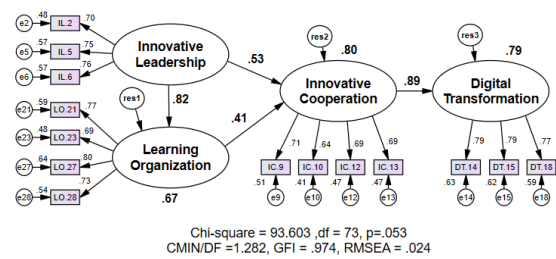 e2 .48 IL.2 .70
e5 .57 IL.5 .75
e6 .57 IL.6 .76
Innovative
Leadership
.53
.82
res1
e21 .59 LO.21 .77
e23 .48 LO.23 .69
e27 .64 LO.27 .80
e28 .54 LO.28 .73
Learning
Organization
.67
.41
res2
.80
Innovative
Cooperation
.89
.71 .64 .69 .69
IC.9 IC.10 IC.12 IC.13
.51 .41 .47 .47
e9 e10 e12 e13
res3
.79
Digital
Transformation
.79 .79 .77
DT.14 DT.15 DT.18
.63 .62 .59
e14 e15 e18
Chi-square = 93.603 ,df = 73, p=.053
CMIN/DF =1.282, GFI = .974, RMSEA = .024